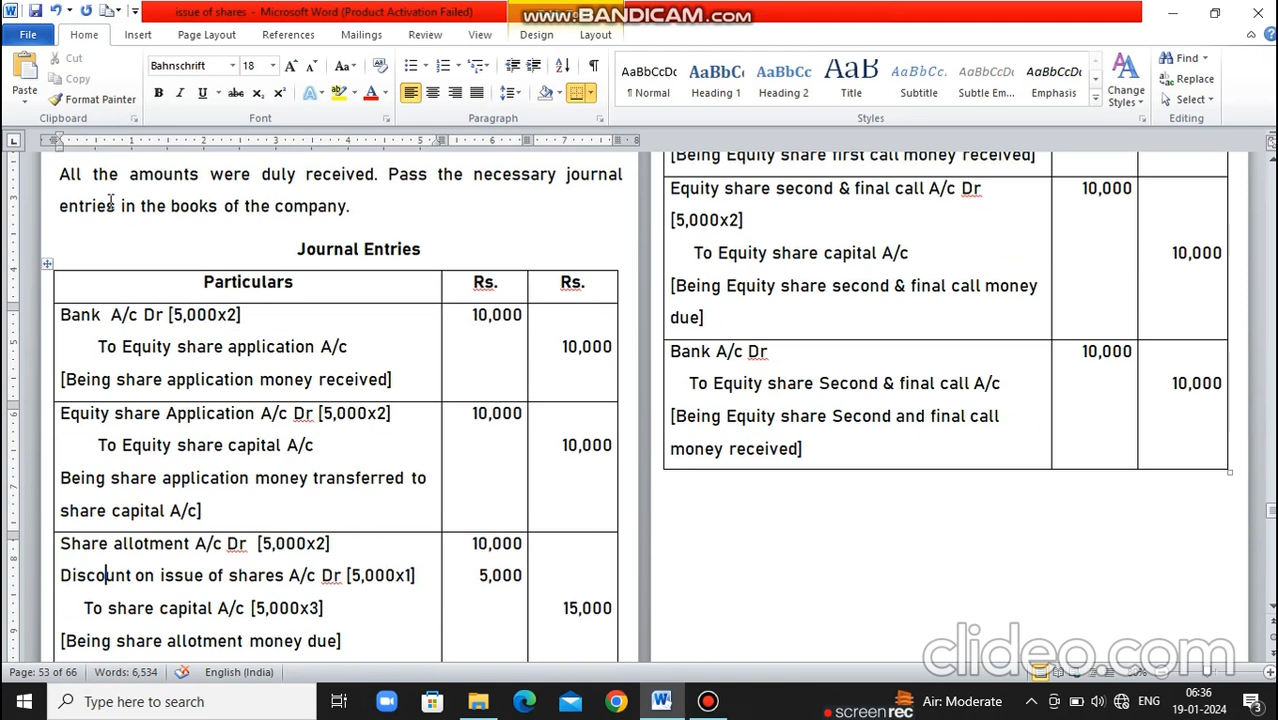 issue of shares - Microsoft Word (Product Activation Failed)
www.BANDICAM.com
File
Home
Insert
Page Layout
References
Mailings
Review
View
Design
Layout
Paste
Cut
Copy
Format Painter
Clipboard
Bahnschrift
18
Font
Paragraph
AaBbCcDc
¶ Normal
AaBbCc
Heading 1
AaBbCc
Heading 2
AaB
Title
AaBbCc.
Subtitle
AaBbCcDc
Subtle Em...
AaBbCcDc
Emphasis
Styles
Change
Styles
Find
Replace
Select
Editing
All the amounts were duly received. Pass the necessary journal
entries in the books of the company.
Journal Entries
Particulars Rs. Rs.
Bank A/c Dr [5,000x2] 10,000
To Equity share application A/c 10,000
[Being share application money received]
Equity share Application A/c Dr [5,000x2] 10,000
To Equity share capital A/c 10,000
Being share application money transferred to
share capital A/c]
Share allotment A/c Dr [5,000x2] 10,000
Discount on issue of shares A/c Dr [5,000x1] 5,000
To share capital A/c [5,000x3] 15,000
[Being share allotment money due]
[Being Equity share first call money received]
Equity share second & final call A/c Dr 10,000
[5,000x2]
To Equity share capital A/c 10,000
[Being Equity share second & final call money
due]
Bank A/c Dr 10,000
To Equity share Second & final call A/c 10,000
[Being Equity share Second and final call
money received]
clideo.com
Page: 53 of 66
Words: 6,534
English (India)
Type here to search
screen rec
Air: Moderate
ENG
06:36
19-01-2024
3